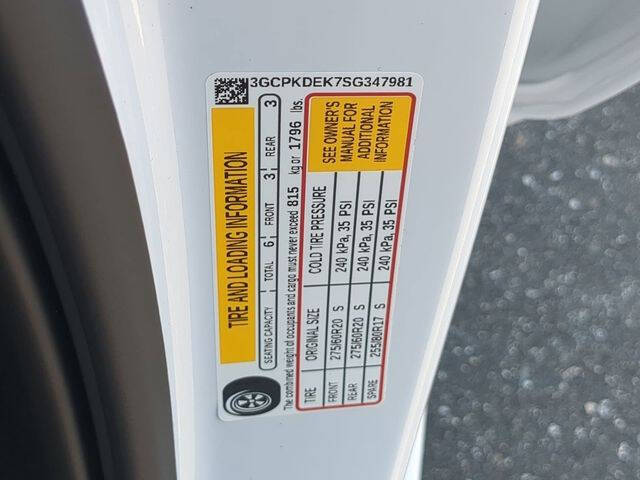 3GCPKDEK7SG347981
TIRE AND LOADING INFORMATION
SEATING CAPACITY TOTAL 6 FRONT 3 REAR 3
The combined weight of occupants and cargo must never exceed 815 kg or 1796 lbs.
TIRE ORIGINAL SIZE COLD TIRE PRESSURE
FRONT 275/60R20 S 240 kPa, 35 PSI
REAR 275/60R20 S 240 kPa, 35 PSI
SPARE 255/80R17 S 240 kPa, 35 PSI
SEE OWNER'S
MANUAL FOR
ADDITIONAL
INFORMATION